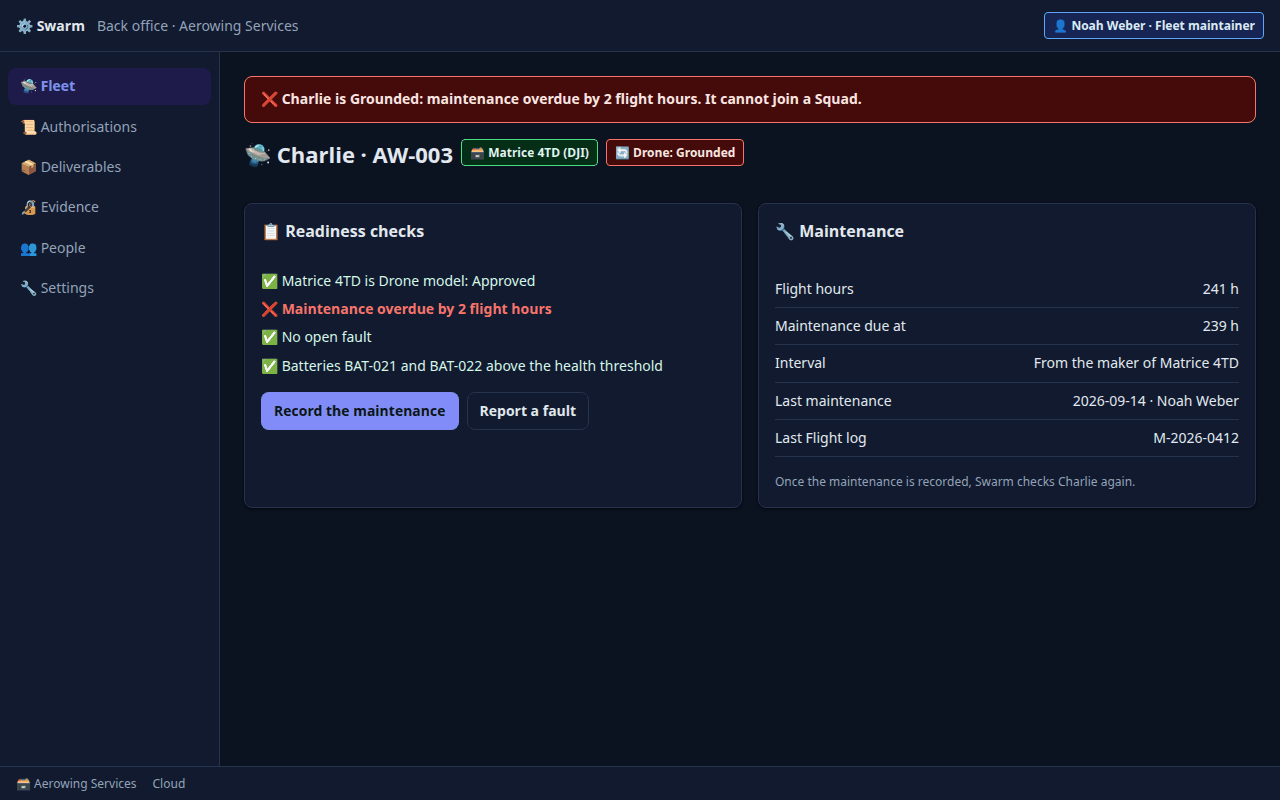 Swarm Back office · Aerowing Services
Noah Weber · Fleet maintainer
Fleet
Authorisations
Deliverables
Evidence
People
Settings
Charlie is Grounded: maintenance overdue by 2 flight hours. It cannot join a Squad.
Charlie · AW-003
Matrice 4TD (DJI)
Drone: Grounded
Readiness checks
Matrice 4TD is Drone model: Approved
Maintenance overdue by 2 flight hours
No open fault
Batteries BAT-021 and BAT-022 above the health threshold
Record the maintenance
Report a fault
Maintenance
Flight hours 241 h
Maintenance due at 239 h
Interval From the maker of Matrice 4TD
Last maintenance 2026-09-14 · Noah Weber
Last Flight log M-2026-0412
Once the maintenance is recorded, Swarm checks Charlie again.
Aerowing Services Cloud